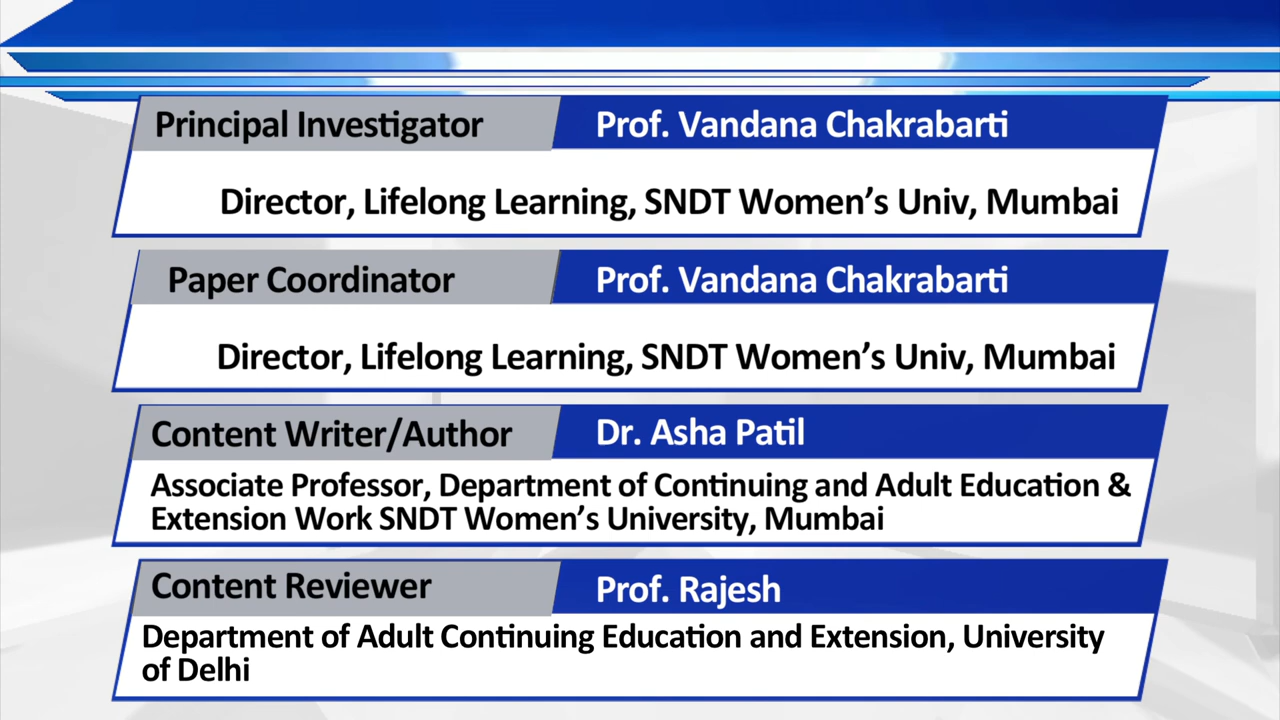 Principal Investigator
Prof. Vandana Chakrabarti
Director, Lifelong Learning, SNDT Women’s Univ, Mumbai
Paper Coordinator
Prof. Vandana Chakrabarti
Director, Lifelong Learning, SNDT Women’s Univ, Mumbai
Content Writer/Author
Dr. Asha Patil
Associate Professor, Department of Continuing and Adult Education &
Extension Work SNDT Women’s University, Mumbai
Content Reviewer
Prof. Rajesh
Department of Adult Continuing Education and Extension, University
of Delhi